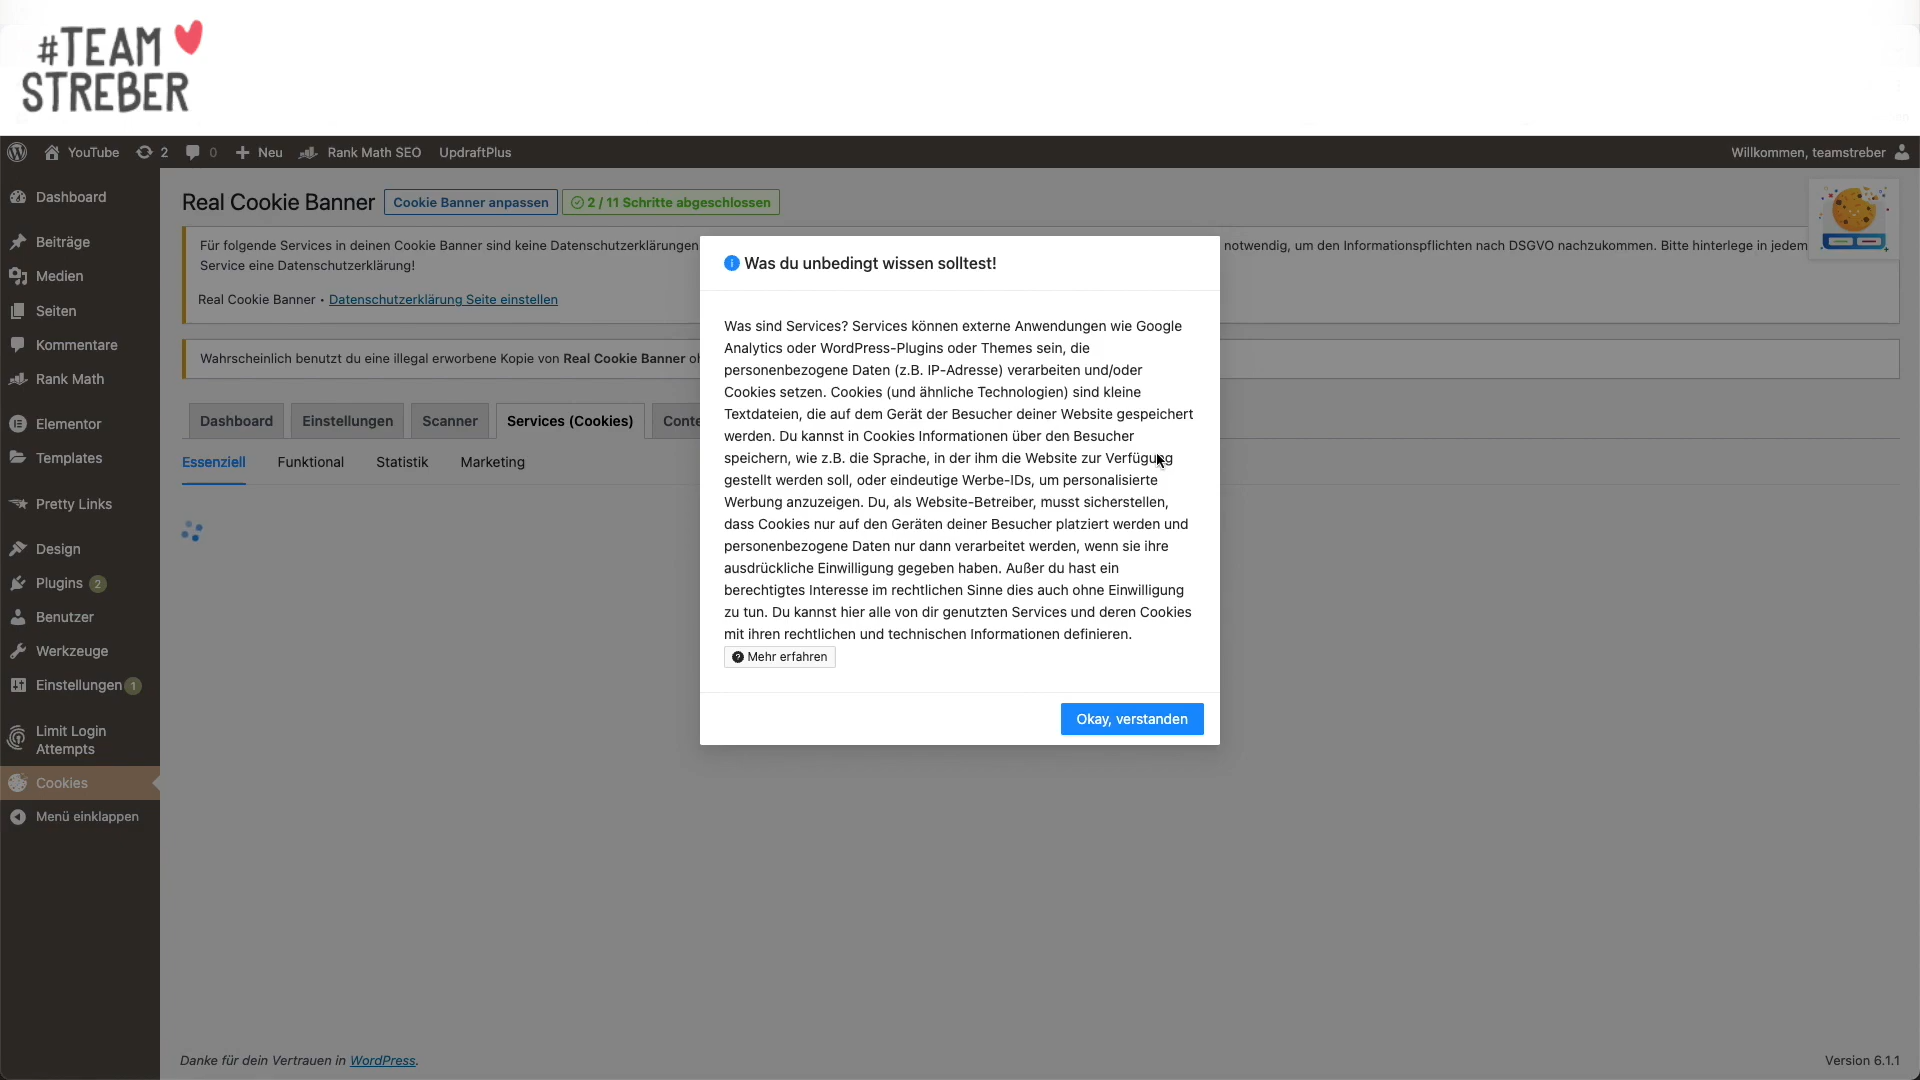 #TEAM
STREBER
YouTube 2 0 Neu Rank Math SEO UpdraftPlus Willkommen, teamstreber
Dashboard
Beiträge
Medien
Seiten
Kommentare
Rank Math
Elementor
Templates
Pretty Links
Design
Plugins 2
Benutzer
Werkzeuge
Einstellungen 1
Limit Login
Attempts
Cookies
Menü einklappen
Real Cookie Banner Cookie Banner anpassen 2 / 11 Schritte abgeschlossen
Für folgende Services in deinen Cookie Banner sind keine Datenschutzerklärungen notwendig, um den Informationspflichten nach DSGVO nachzukommen. Bitte hinterlege in jedem
Service eine Datenschutzerklärung!
Real Cookie Banner • Datenschutzerklärung Seite einstellen
Wahrscheinlich benutzt du eine illegal erworbene Kopie von Real Cookie Banner
Dashboard Einstellungen Scanner Services (Cookies)
Essenziell Funktional Statistik Marketing
Was du unbedingt wissen solltest!
Was sind Services? Services können externe Anwendungen wie Google
Analytics oder WordPress-Plugins oder Themes sein, die
personenbezogene Daten (z.B. IP-Adresse) verarbeiten und/oder
Cookies setzen. Cookies (und ähnliche Technologien) sind kleine
Textdateien, die auf dem Gerät der Besucher deiner Website gespeichert
werden. Du kannst in Cookies Informationen über den Besucher
speichern, wie z.B. die Sprache, in der ihm die Website zur Verfügung
gestellt werden soll, oder eindeutige Werbe-IDs, um personalisierte
Werbung anzuzeigen. Du, als Website-Betreiber, musst sicherstellen,
dass Cookies nur auf den Geräten deiner Besucher platziert werden und
personenbezogene Daten nur dann verarbeitet werden, wenn sie ihre
ausdrückliche Einwilligung gegeben haben. Außer du hast ein
berechtigtes Interesse im rechtlichen Sinne dies auch ohne Einwilligung
zu tun. Du kannst hier alle von dir genutzten Services und deren Cookies
mit ihren rechtlichen und technischen Informationen definieren.
Mehr erfahren
Okay, verstanden
Danke für dein Vertrauen in WordPress. Version 6.1.1